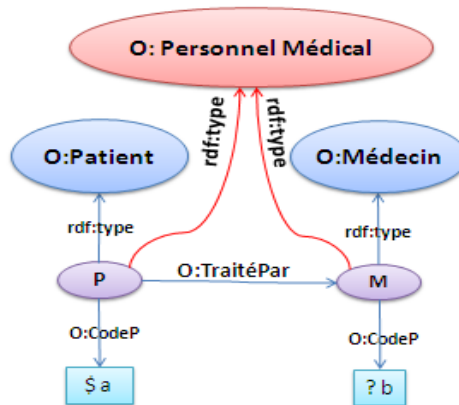 O: Personnel Médical
rdf:type
rdf:type
O:Patient
O:Médecin
rdf:type
rdf:type
P
O:TraitéPar
M
O:CodeP
O:CodeP
$ a
? b